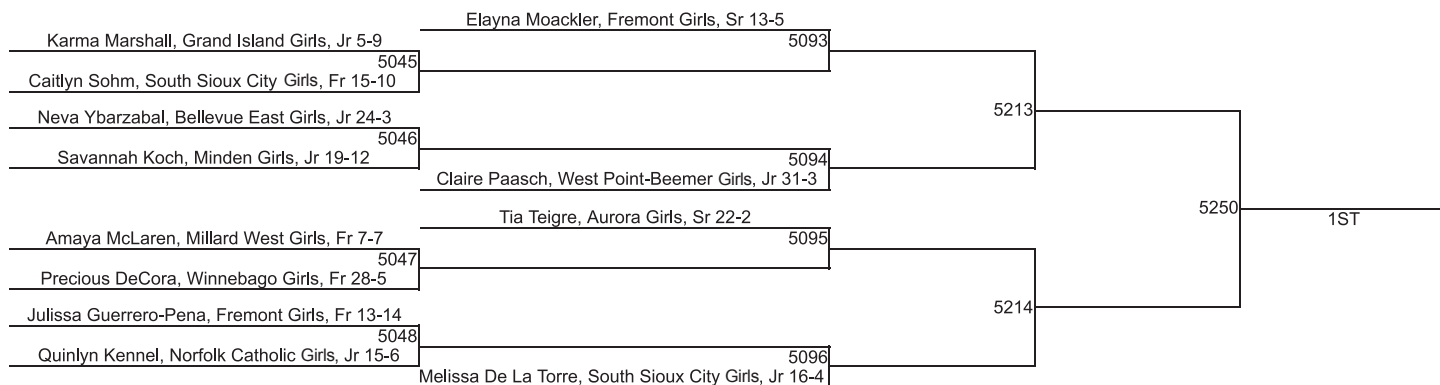 Elayna Moackler, Fremont Girls, Sr 13-5
Karma Marshall, Grand Island Girls, Jr 5-9
5093
5045
Caitlyn Sohm, South Sioux City Girls, Fr 15-10
Neva Ybarzabal, Bellevue East Girls, Jr 24-3
5213
5046
Savannah Koch, Minden Girls, Jr 19-12
5094
Claire Paasch, West Point-Beemer Girls, Jr 31-3
5250
1ST
Tia Teigre, Aurora Girls, Sr 22-2
Amaya McLaren, Millard West Girls, Fr 7-7
5095
5047
Precious DeCora, Winnebago Girls, Fr 28-5
5214
Julissa Guerrero-Pena, Fremont Girls, Fr 13-14
5048
Quinlyn Kennel, Norfolk Catholic Girls, Jr 15-6
5096
Melissa De La Torre, South Sioux City Girls, Jr 16-4